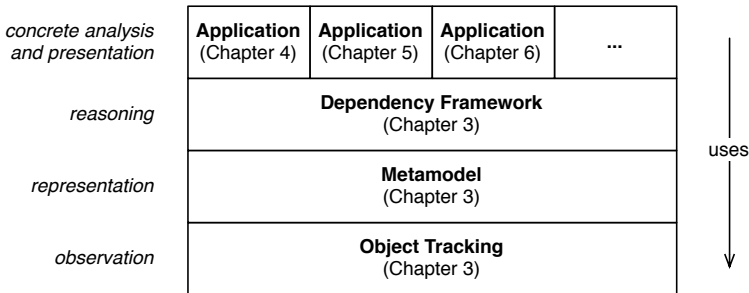 concrete analysis
and presentation
Application
(Chapter 4)
Application
(Chapter 5)
Application
(Chapter 6)
...
reasoning
Dependency Framework
(Chapter 3)
uses
representation
Metamodel
(Chapter 3)
observation
Object Tracking
(Chapter 3)